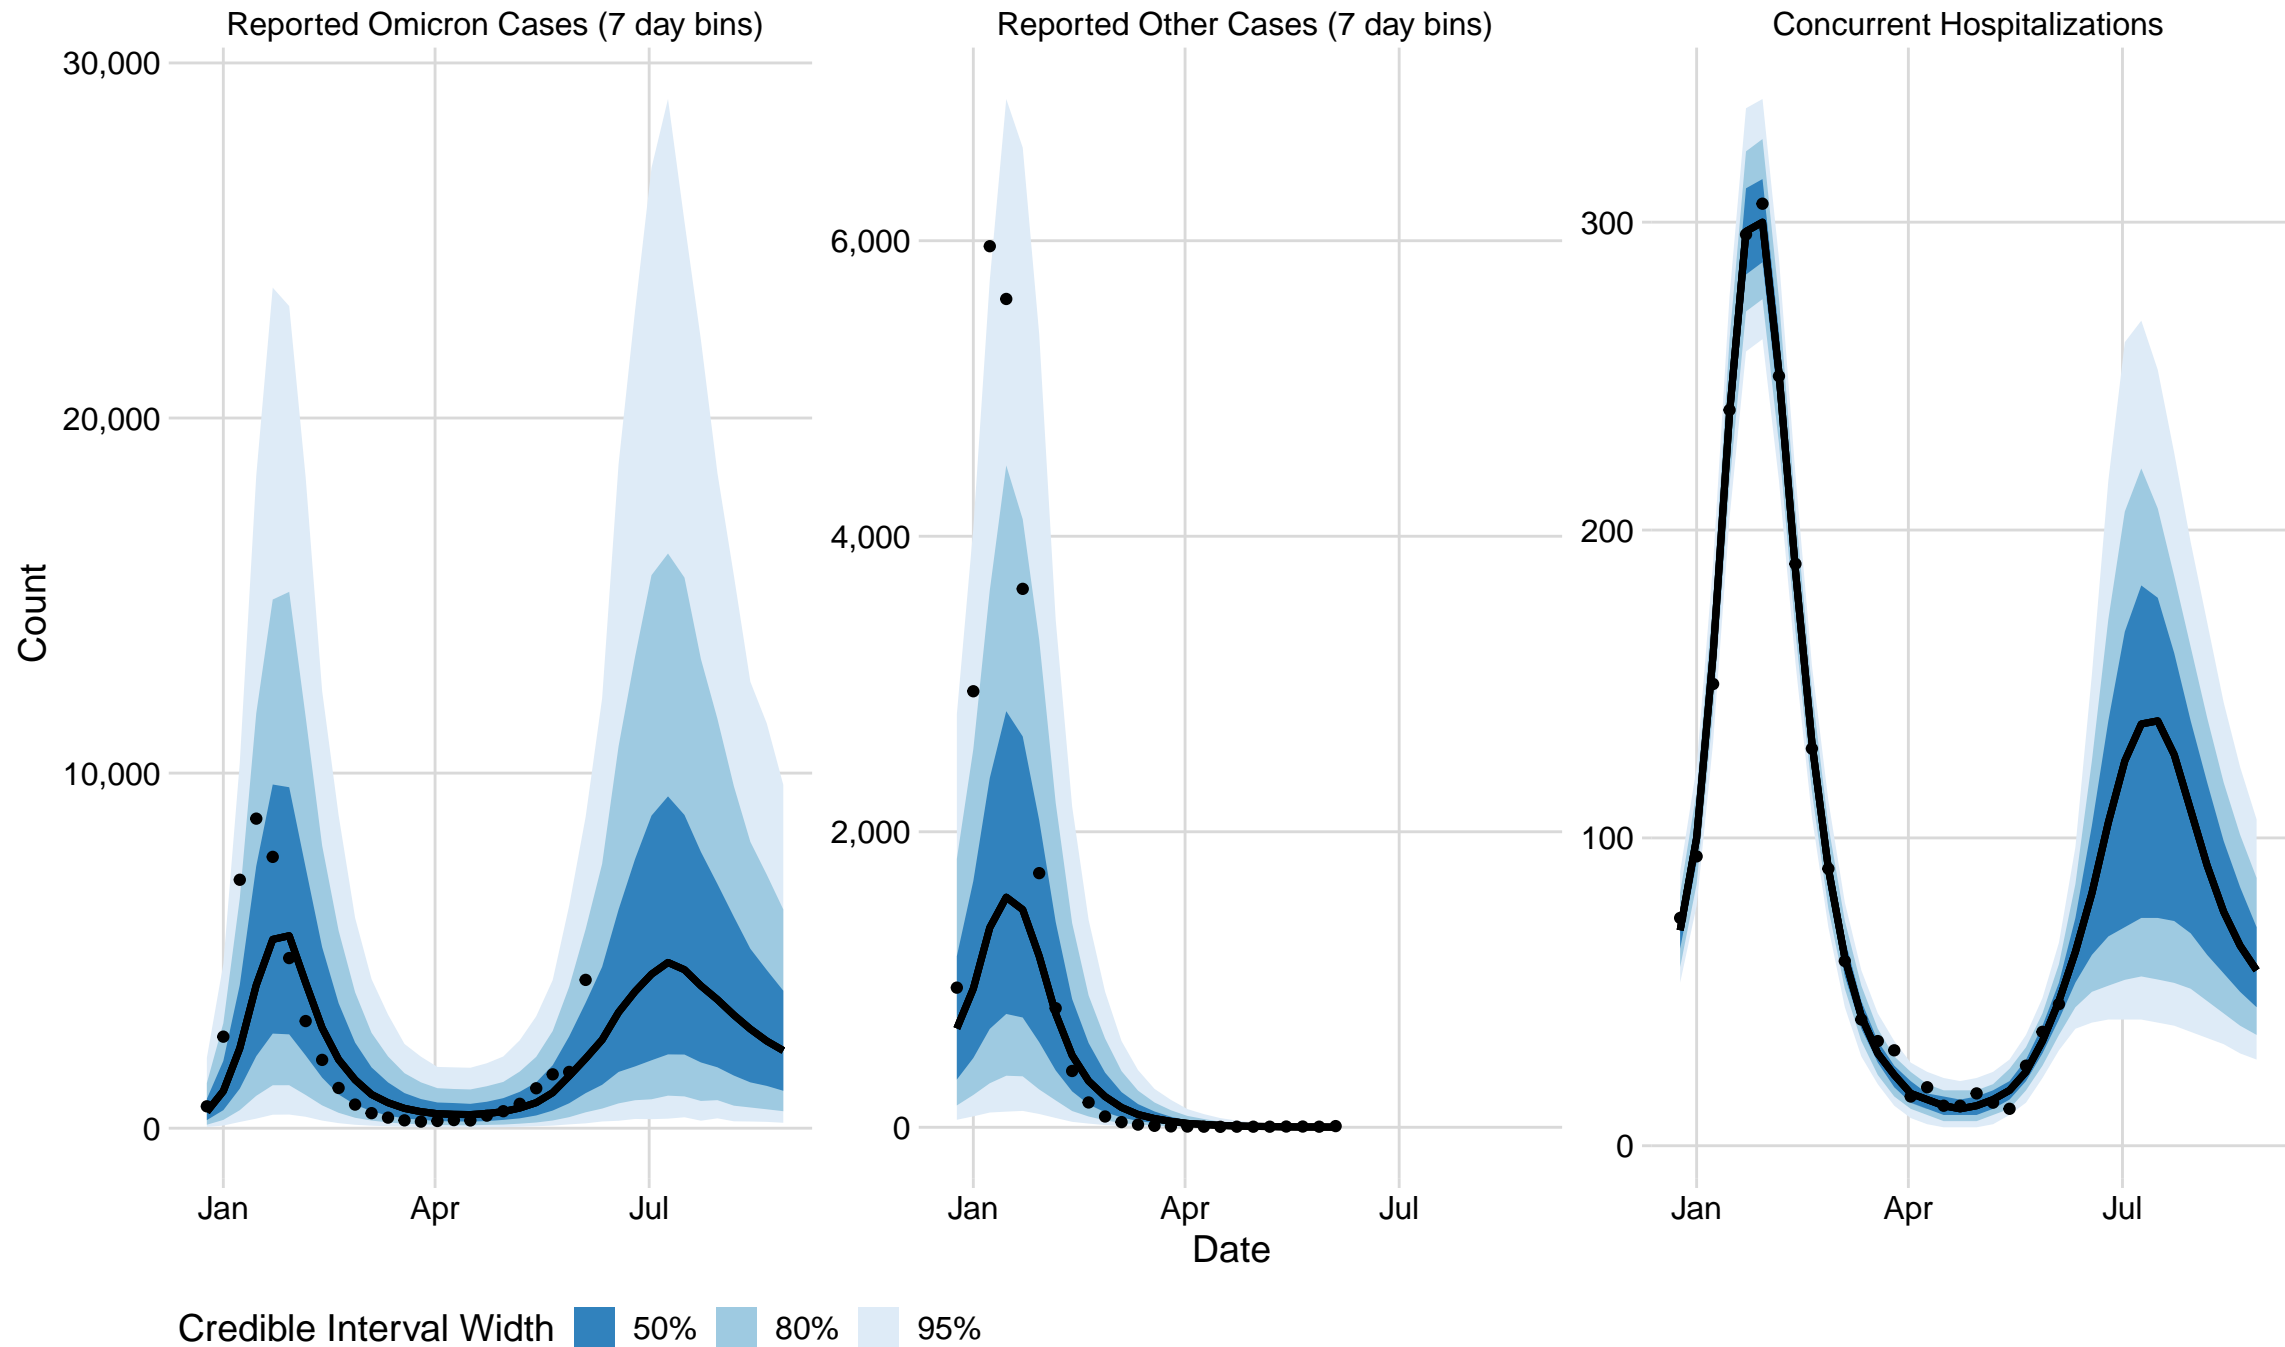 Reported Omicron Cases (7 day bins)
Reported Other Cases (7 day bins)
Concurrent Hospitalizations
Count
30,000
20,000
10,000
0
6,000
4,000
2,000
0
300
200
100
0
Jan Apr Jul
Jan Apr Jul
Jan Apr Jul
Date
Credible Interval Width 50% 80% 95%